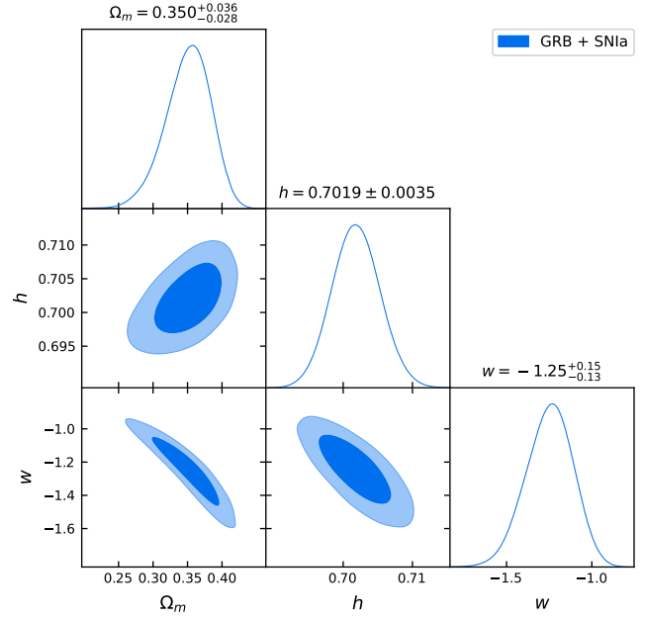 Ω_m = 0.350^{+0.036}_{-0.028}
GRB + SNIa
h = 0.7019 ± 0.0035
0.710
0.705
0.700
0.695
h
w = −1.25^{+0.15}_{-0.13}
−1.0
−1.2
−1.4
−1.6
w
0.25 0.30 0.35 0.40
0.70 0.71
−1.5 −1.0
Ω_m
h
w